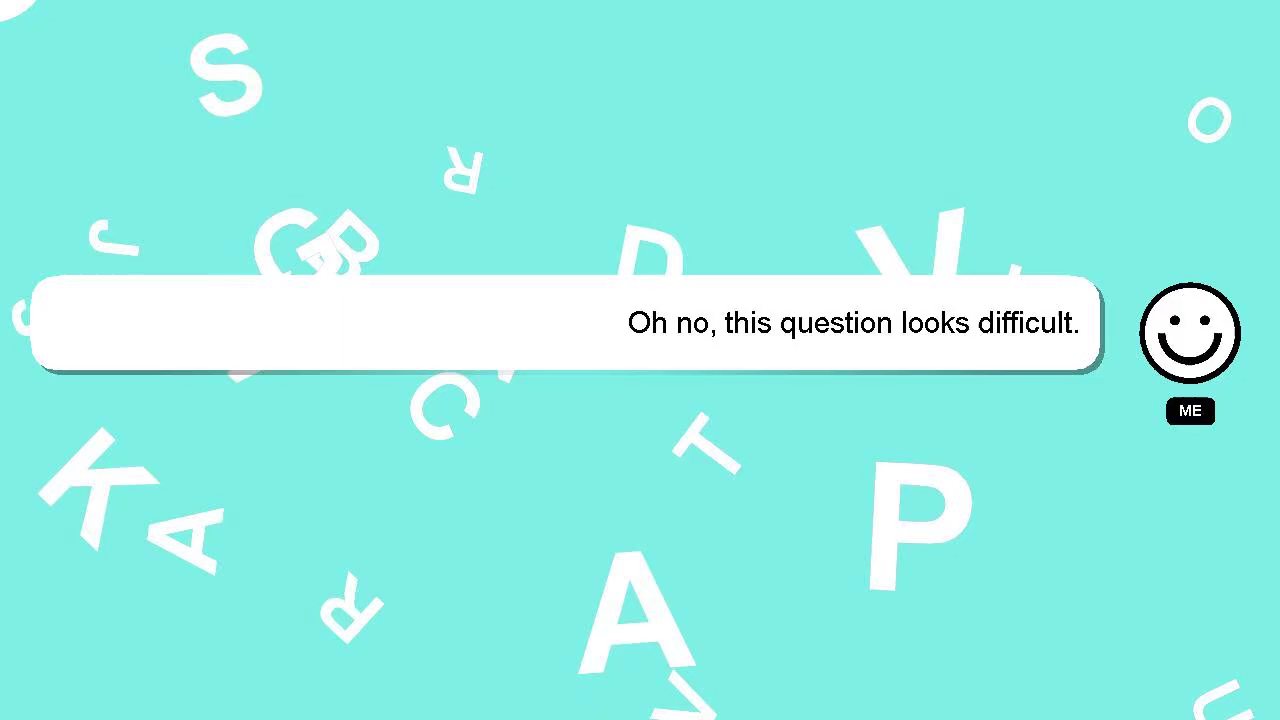 S
O
R
J
G
B
D
V
Oh no, this question looks difficult.
ME
C
T
K
P
A
R
A
U